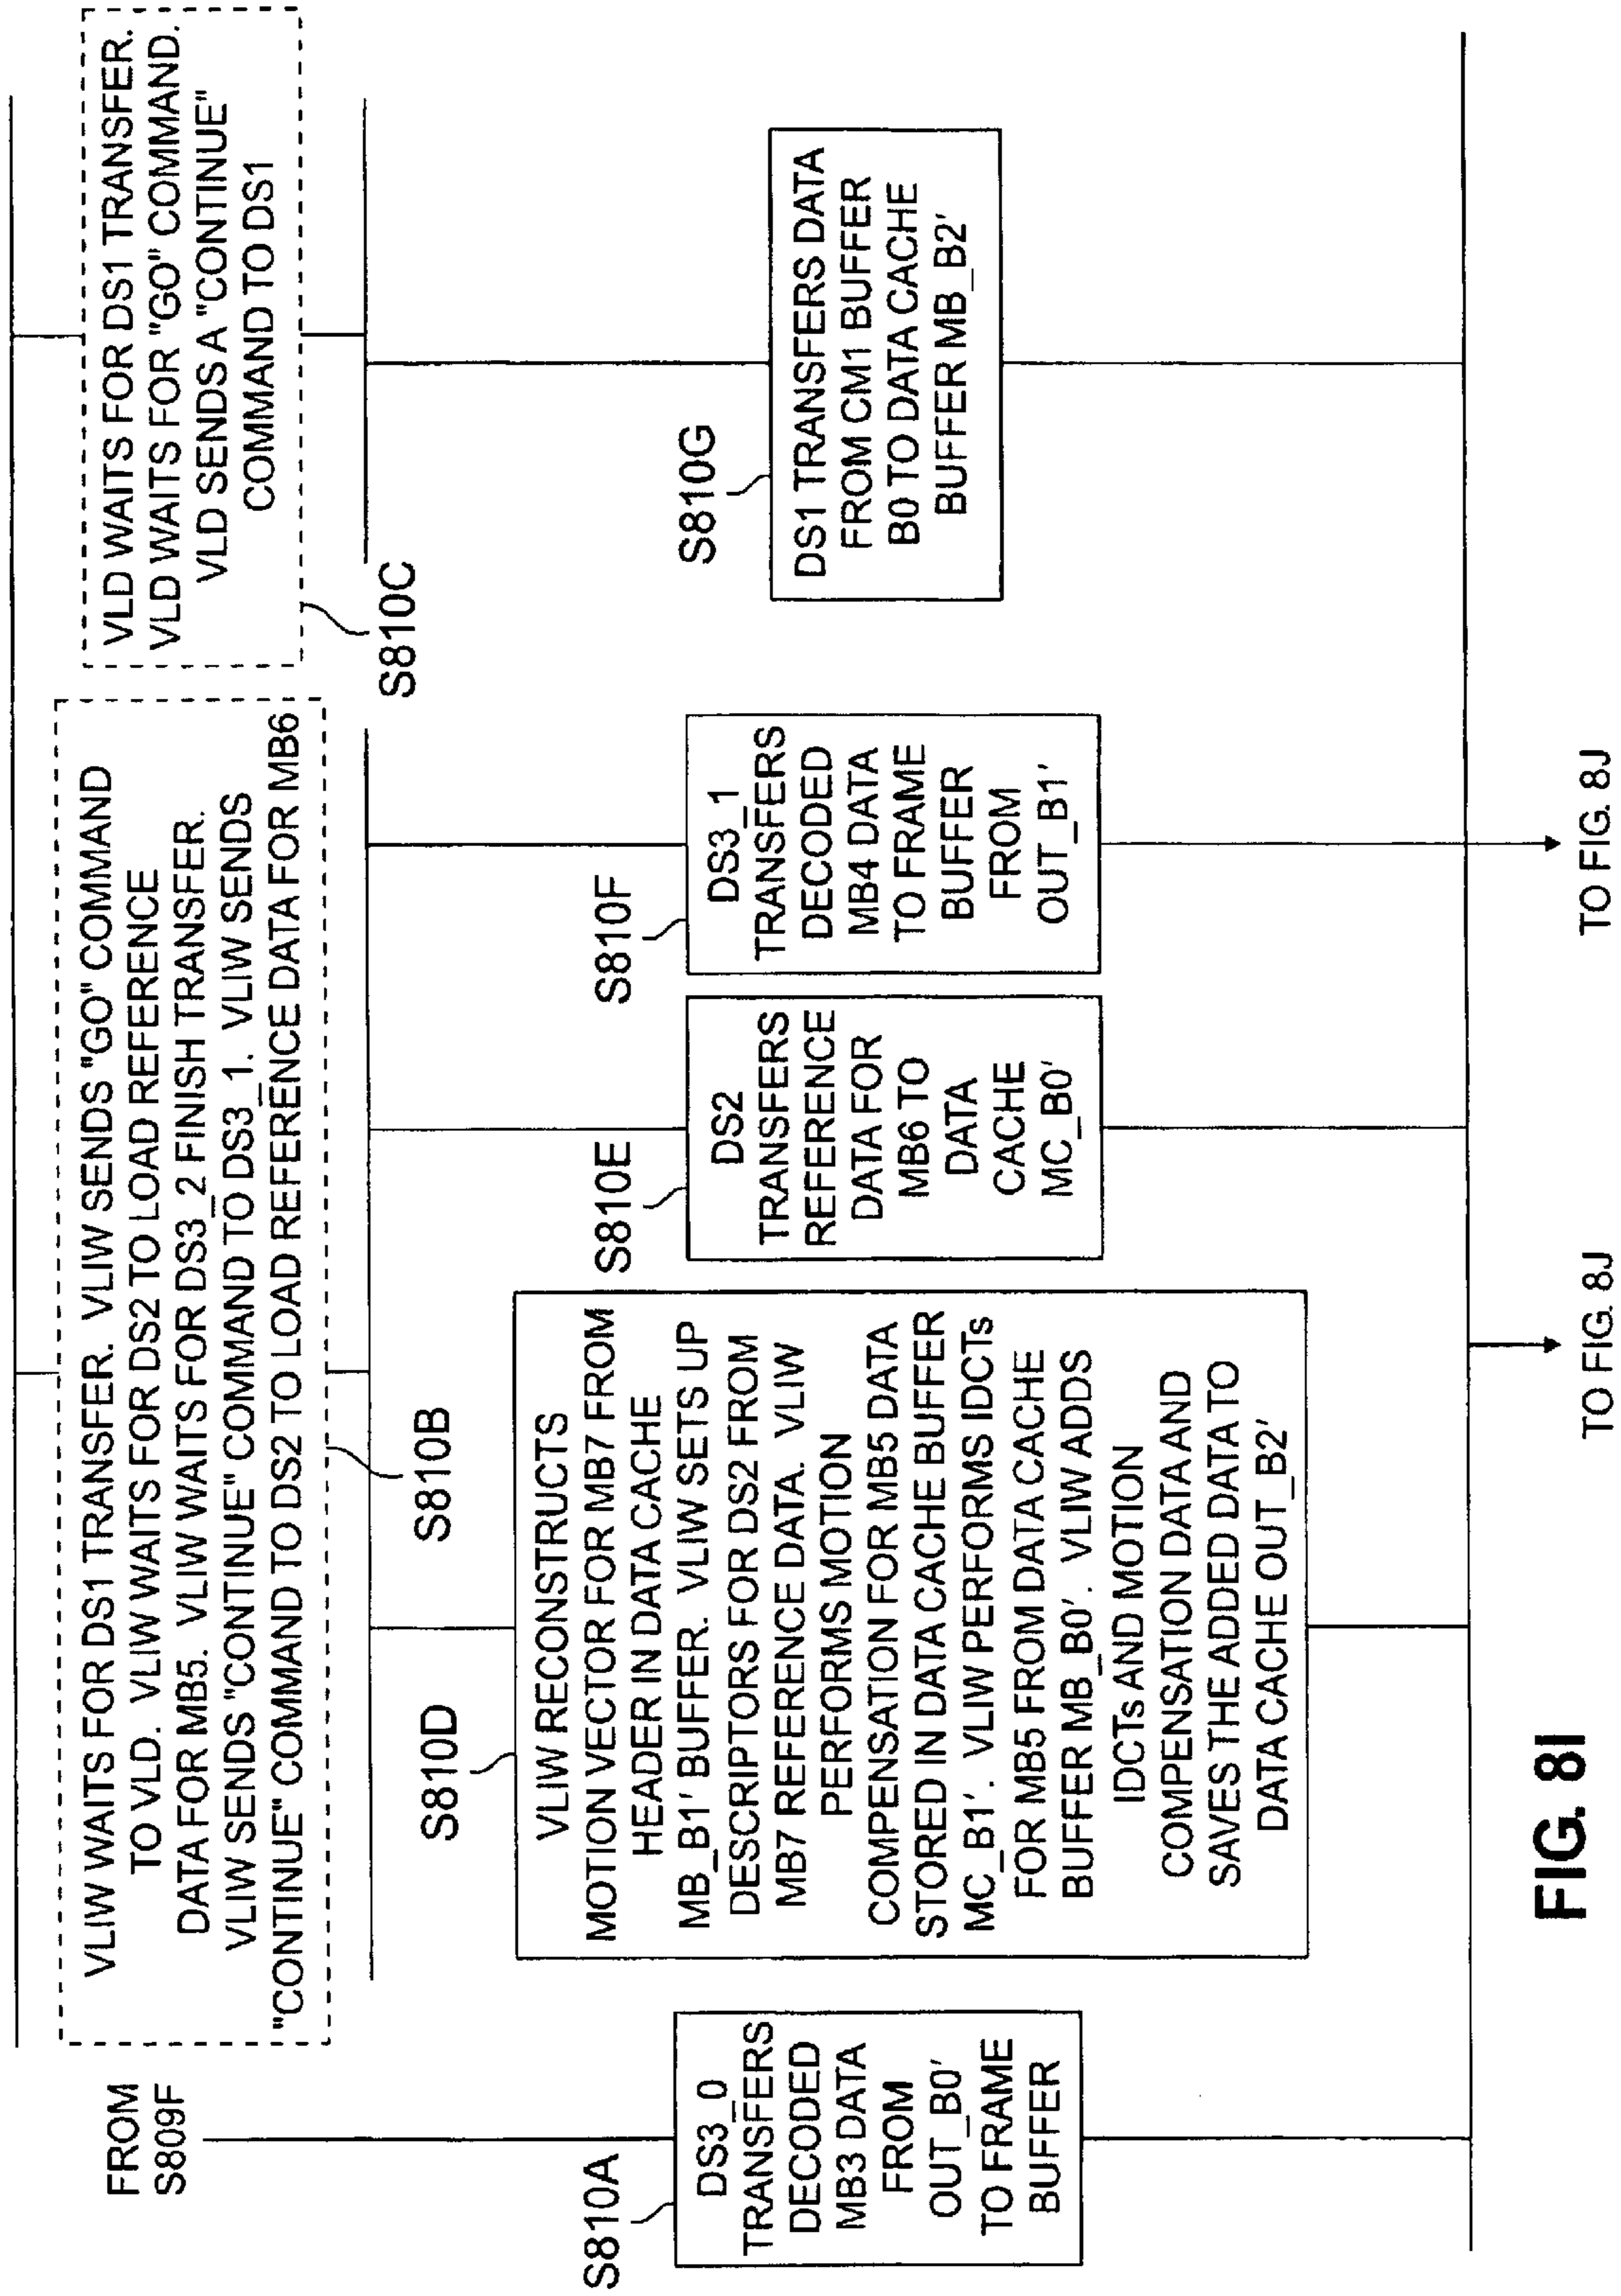 VLIW WAITS FOR DS1 TRANSFER. VLIW SENDS "GO" COMMAND
TO VLD. VLIW WAITS FOR DS2 TO LOAD REFERENCE
DATA FOR MB5. VLIW WAITS FOR DS3_2 FINISH TRANSFER.
VLIW SENDS "CONTINUE" COMMAND TO DS3_1. VLIW SENDS
"CONTINUE" COMMAND TO DS2 TO LOAD REFERENCE DATA FOR MB6
S810B
VLD WAITS FOR DS1 TRANSFER.
VLD WAITS FOR "GO" COMMAND.
VLD SENDS A "CONTINUE"
COMMAND TO DS1
S810C
FROM
S809F
S810A
DS3_0
TRANSFERS
DECODED
MB3 DATA
FROM
OUT_B0'
TO FRAME
BUFFER
S810D
VLIW RECONSTRUCTS
MOTION VECTOR FOR MB7 FROM
HEADER IN DATA CACHE
MB_B1' BUFFER. VLIW SETS UP
DESCRIPTORS FOR DS2 FROM
MB7 REFERENCE DATA. VLIW
PERFORMS MOTION
COMPENSATION FOR MB5 DATA
STORED IN DATA CACHE BUFFER
MC_B1'. VLIW PERFORMS IDCTs
FOR MB5 FROM DATA CACHE
BUFFER MB_B0'. VLIW ADDS
IDCTs AND MOTION
COMPENSATION DATA AND
SAVES THE ADDED DATA TO
DATA CACHE OUT_B2'
S810E
DS2
TRANSFERS
REFERENCE
DATA FOR
MB6 TO
DATA
CACHE
MC_B0'
S810F
DS3_1
TRANSFERS
DECODED
MB4 DATA
TO FRAME
BUFFER
FROM
OUT_B1'
S810G
DS1 TRANSFERS DATA
FROM CM1 BUFFER
B0 TO DATA CACHE
BUFFER MB_B2'
TO FIG. 8J
TO FIG. 8J
FIG. 8I